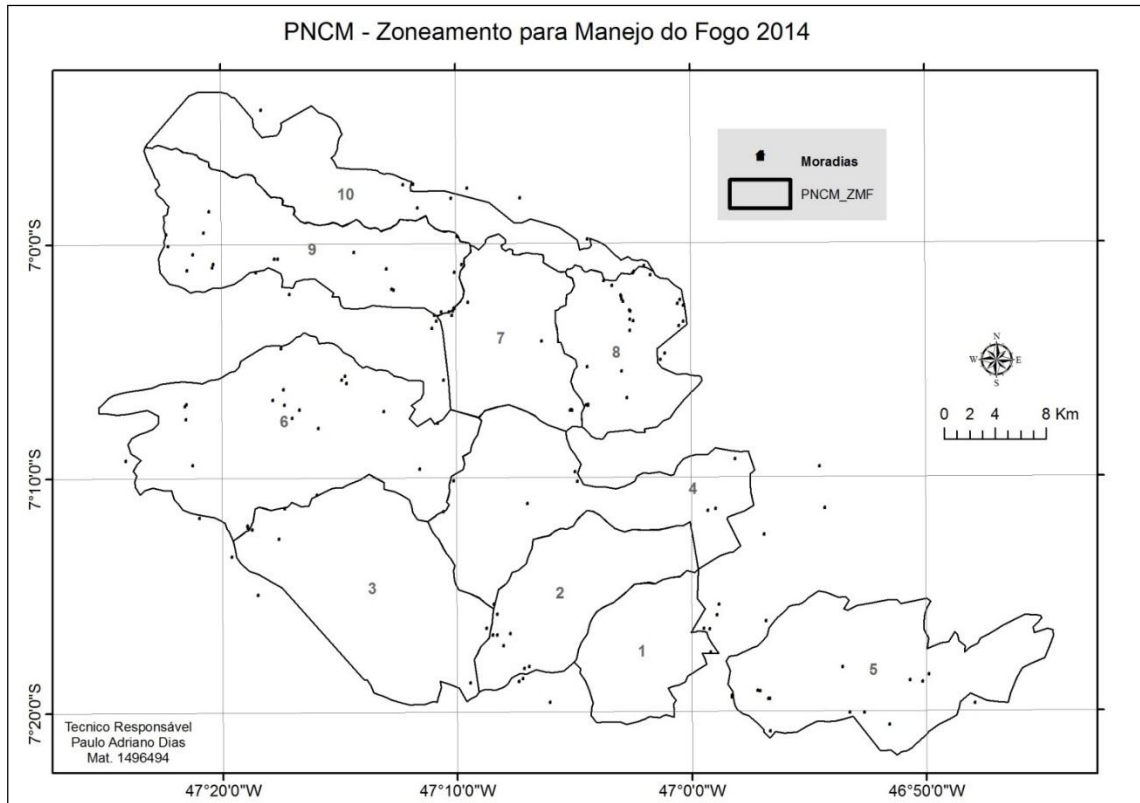 PNCM - Zoneamento para Manejo do Fogo 2014
Moradias
PNCM_ZMF
10
9
7
8
6
4
3
2
1
5
N
W E
S
0 2 4 8 Km
7°0'0"S
7°10'0"S
7°20'0"S
Tecnico Responsável
Paulo Adriano Dias
Mat. 1496494
47°20'0"W 47°10'0"W 47°0'0"W 46°50'0"W